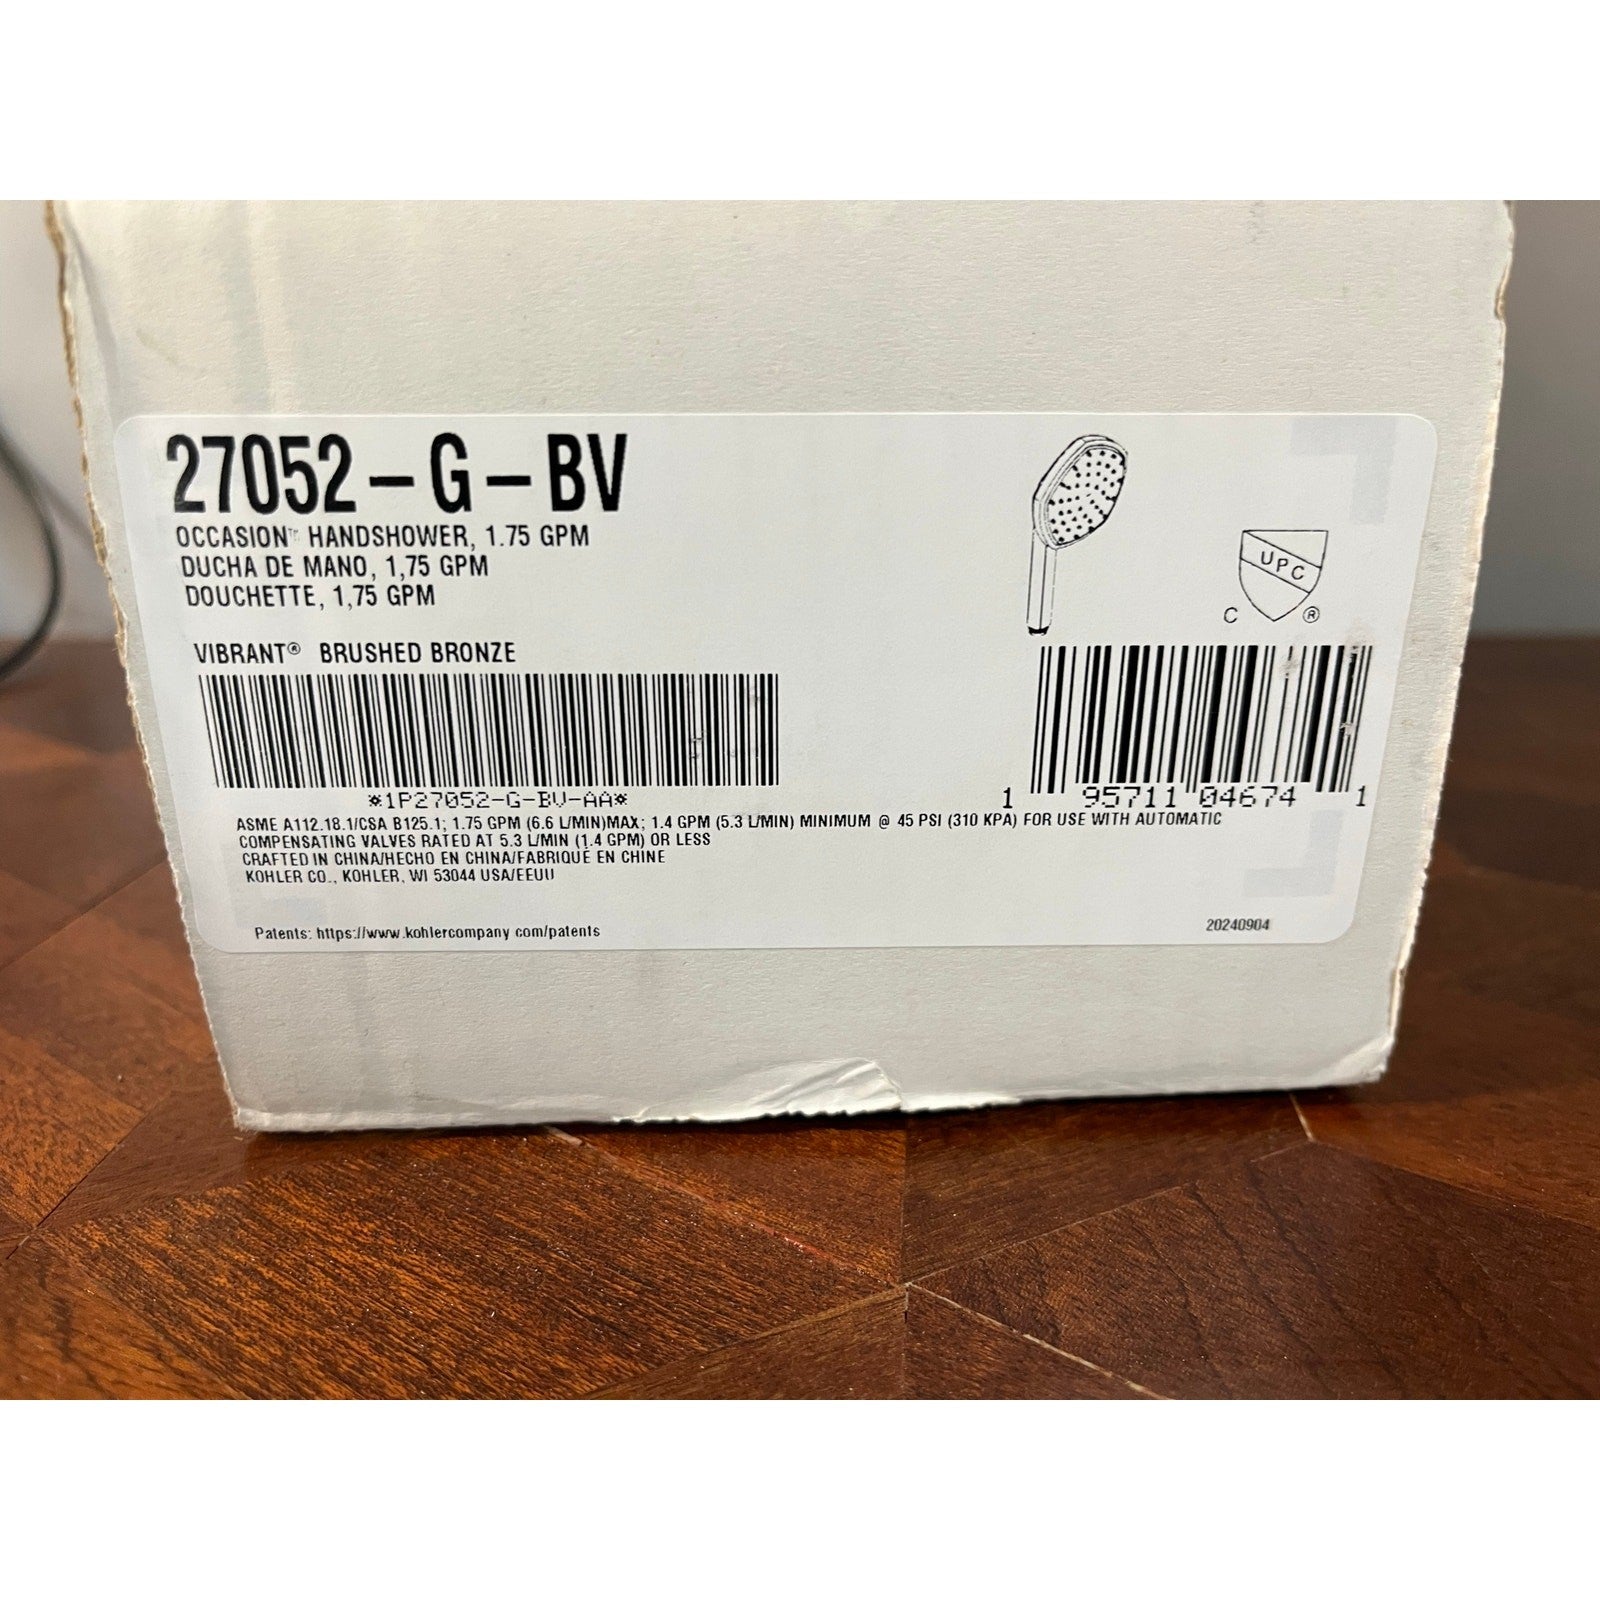 27052-G-BV
OCCASION™ HANDSHOWER, 1.75 GPM
DUCHA DE MANO, 1,75 GPM
DOUCHETTE, 1,75 GPM
VIBRANT® BRUSHED BRONZE
UPC
C ®
*1P27052-G-BV-AA*
1 95711 04674 1
ASME A112.18.1/CSA B125.1; 1.75 GPM (6.6 L/MIN)MAX; 1.4 GPM (5.3 L/MIN) MINIMUM @ 45 PSI (310 KPA) FOR USE WITH AUTOMATIC
COMPENSATING VALVES RATED AT 5.3 L/MIN (1.4 GPM) OR LESS
CRAFTED IN CHINA/HECHO EN CHINA/FABRIQUÉ EN CHINE
KOHLER CO., KOHLER, WI 53044 USA/EEUU
Patents: https://www.kohlercompany.com/patents
20240904